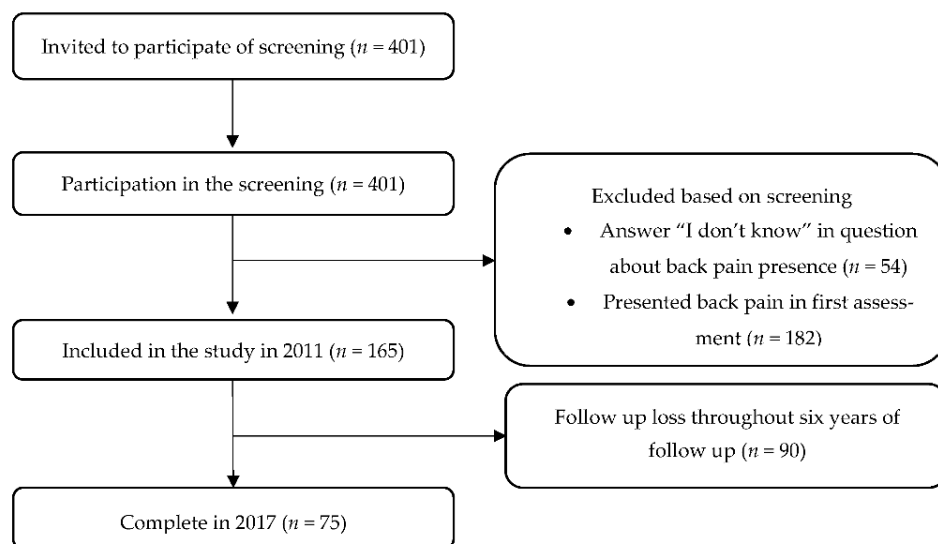 Invited to participate of screening (n = 401)
Participation in the screening (n = 401)
Excluded based on screening
• Answer “I don’t know” in question
about back pain presence (n = 54)
• Presented back pain in first assess-
ment (n = 182)
Included in the study in 2011 (n = 165)
Follow up loss throughout six years of
follow up (n = 90)
Complete in 2017 (n = 75)